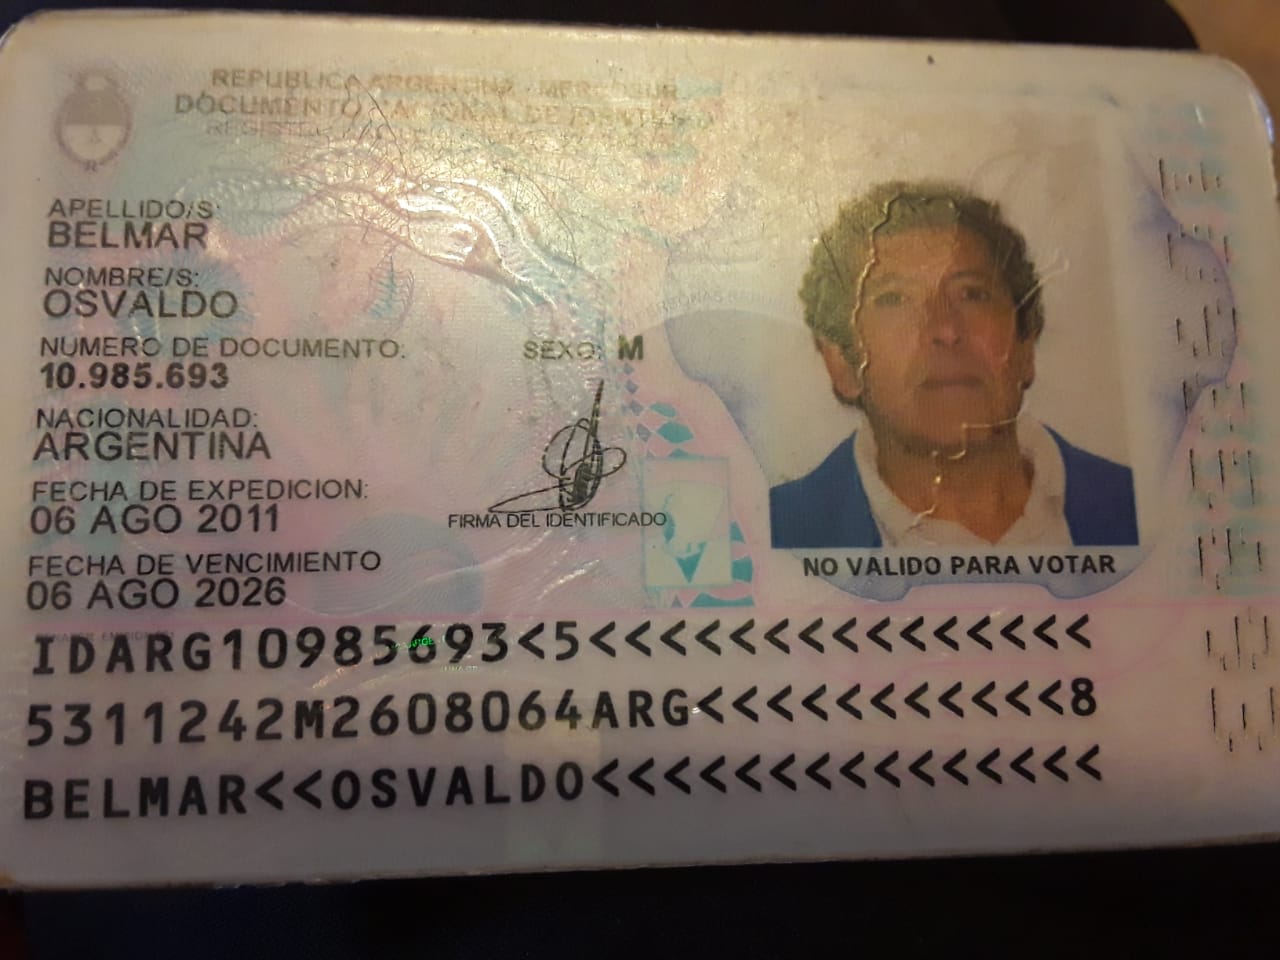 REPUBLICA ARGENTINA - MERCOSUR
DOCUMENTO NACIONAL DE IDENTIDAD
APELLIDO/S:
BELMAR
NOMBRE/S:
OSVALDO
NUMERO DE DOCUMENTO:
10.985.693
SEXO: M
NACIONALIDAD:
ARGENTINA
FECHA DE EXPEDICION:
06 AGO 2011
FIRMA DEL IDENTIFICADO
FECHA DE VENCIMIENTO
06 AGO 2026
NO VALIDO PARA VOTAR
IDARG10985693<5<<<<<<<<<<<<<<<
5311242M2608064ARG<<<<<<<<<<<8
BELMAR<<OSVALDO<<<<<<<<<<<<<<<